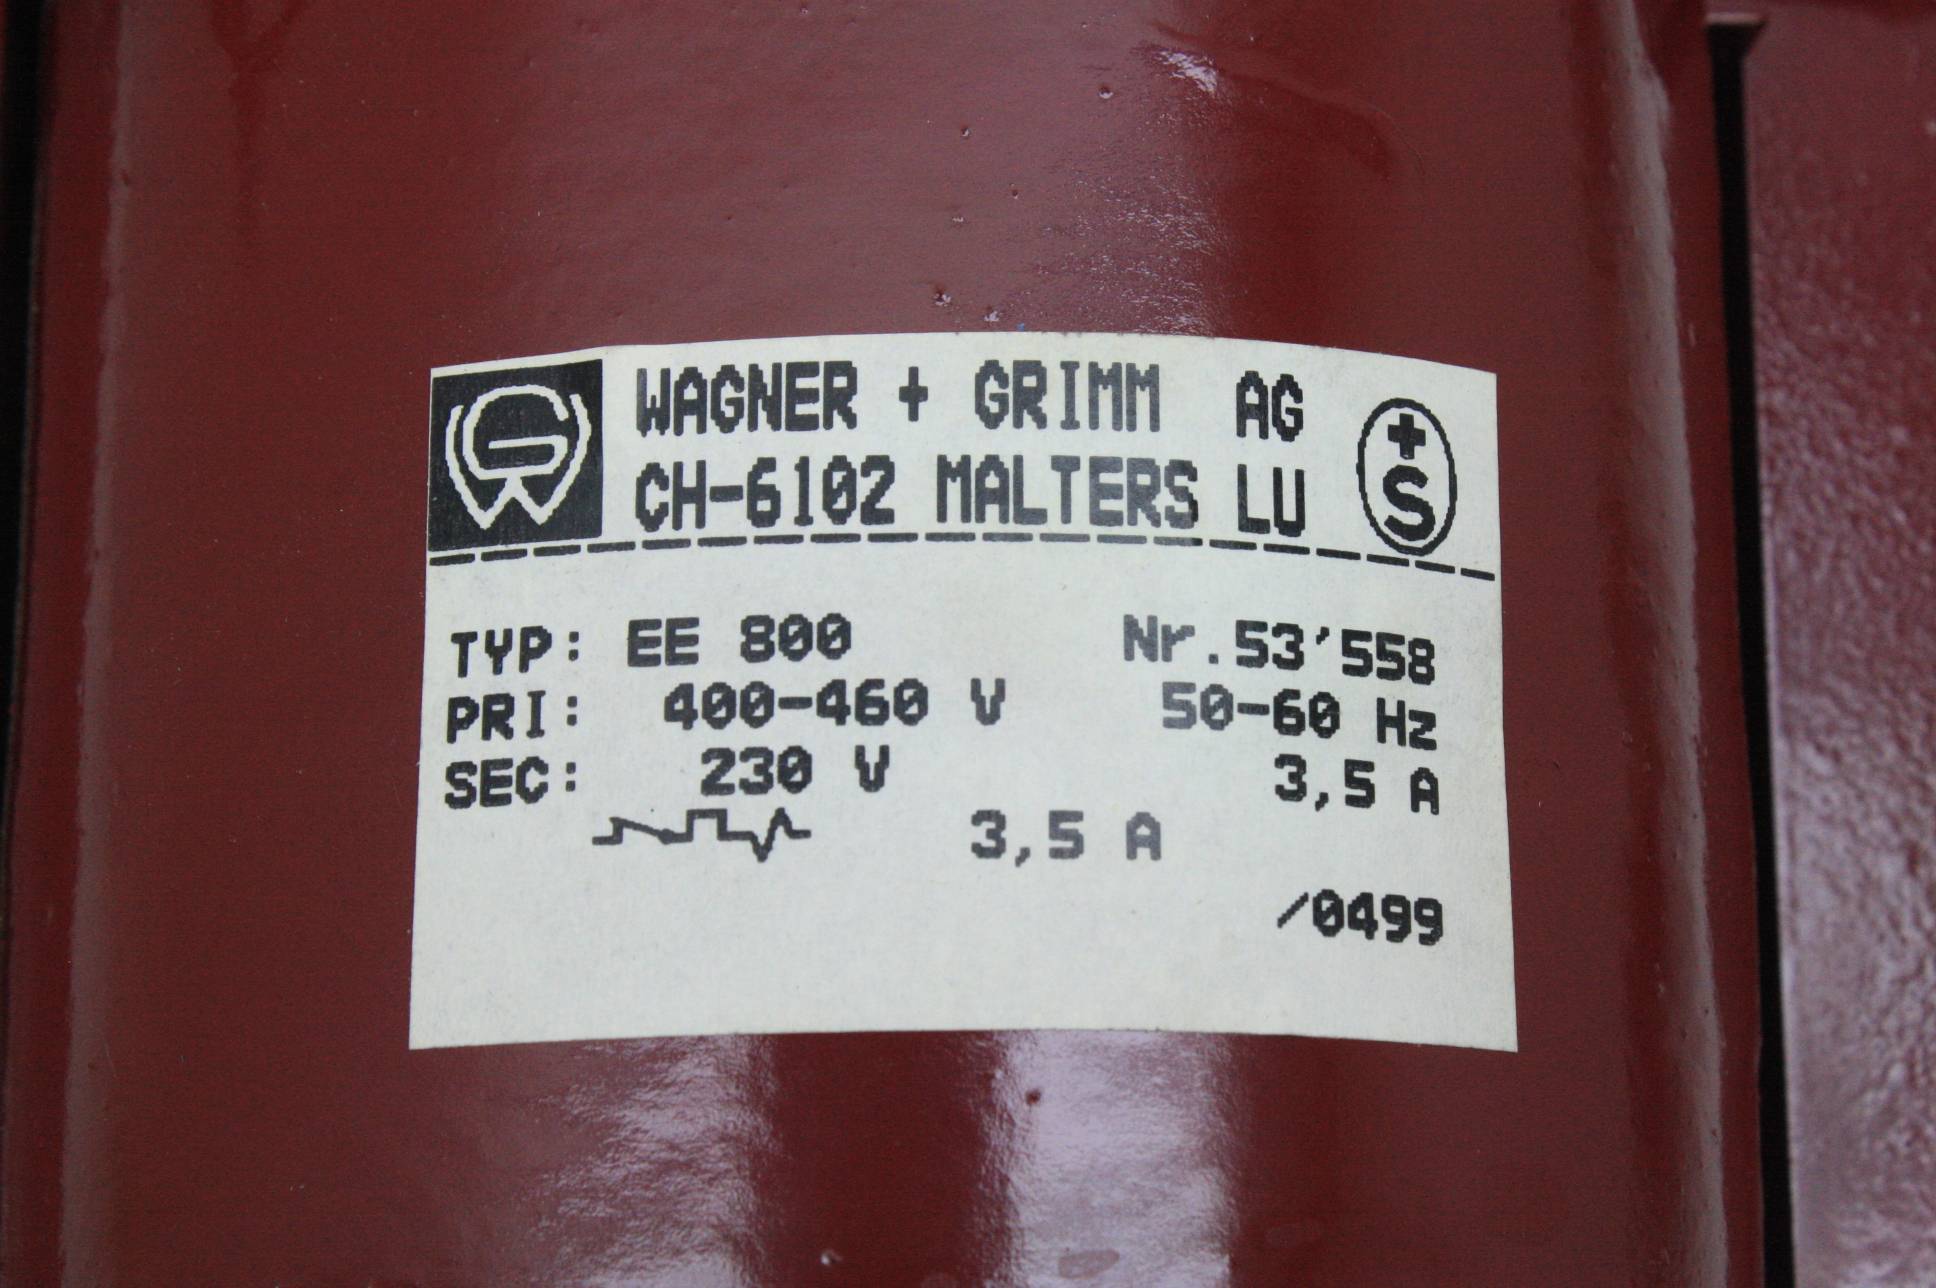 GW WAGNER + GRIMM AG
CH-6102 MALTERS LU
+S
TYP: EE 800 Nr.53'558
PRI: 400-460 V 50-60 Hz
SEC: 230 V 3,5 A
3,5 A
/0499